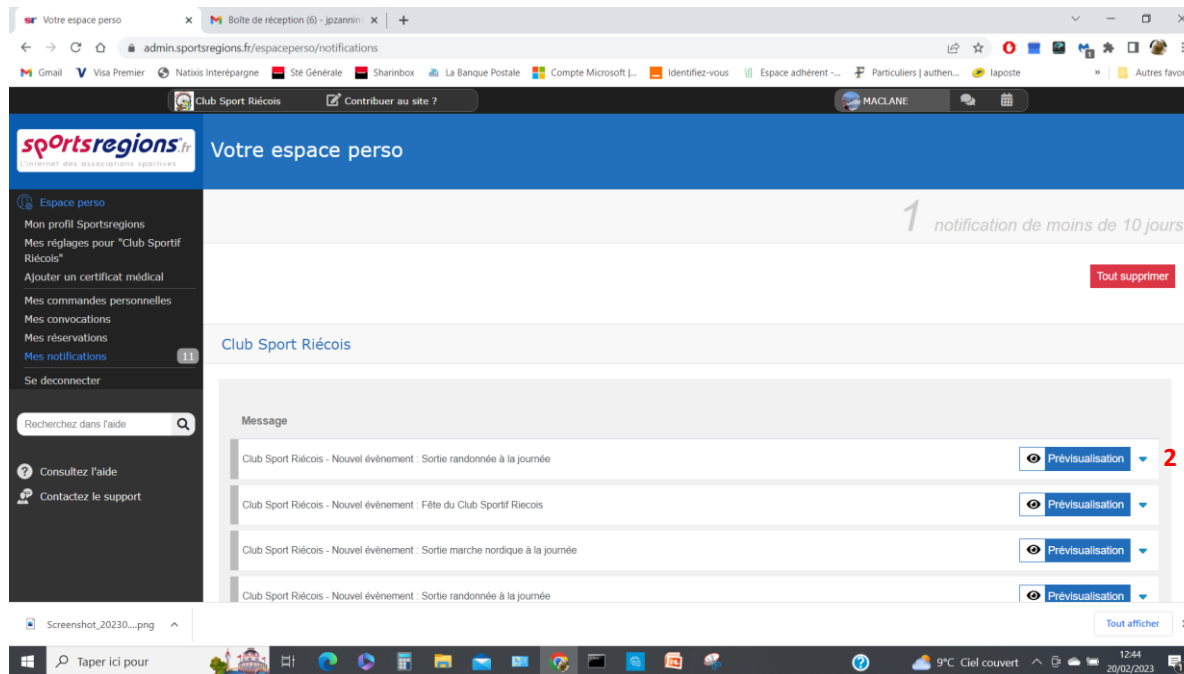 Votre espace perso
Boîte de réception (6) - jpzannin
admin.sportsregions.fr/espaceperso/notifications
Gmail Visa Premier Natixis Interépargne Sté Générale Sharinbox La Banque Postale Compte Microsoft |... Identifiez-vous Espace adhérent -... Particuliers | authen... laposte » Autres favor
Club Sport Riécois Contribuer au site ? MACLANE
sportsregions.fr
L'internet des associations sportives
Votre espace perso
Espace perso
Mon profil Sportsregions
Mes réglages pour "Club Sportif
Riécois"
Ajouter un certificat médical
Mes commandes personnelles
Mes convocations
Mes réservations
Mes notifications 11
Se deconnecter
Recherchez dans l'aide
Consultez l'aide
Contactez le support
1 notification de moins de 10 jours
Tout supprimer
Club Sport Riécois
Message
Club Sport Riécois - Nouvel évènement : Sortie randonnée à la journée Prévisualisation 2
Club Sport Riécois - Nouvel évènement : Fête du Club Sportif Riecois Prévisualisation
Club Sport Riécois - Nouvel évènement : Sortie marche nordique à la journée Prévisualisation
Club Sport Riécois - Nouvel évènement : Sortie randonnée à la journée Prévisualisation
Screenshot_20230....png Tout afficher
Taper ici pour 9°C Ciel couvert 12:44
20/02/2023